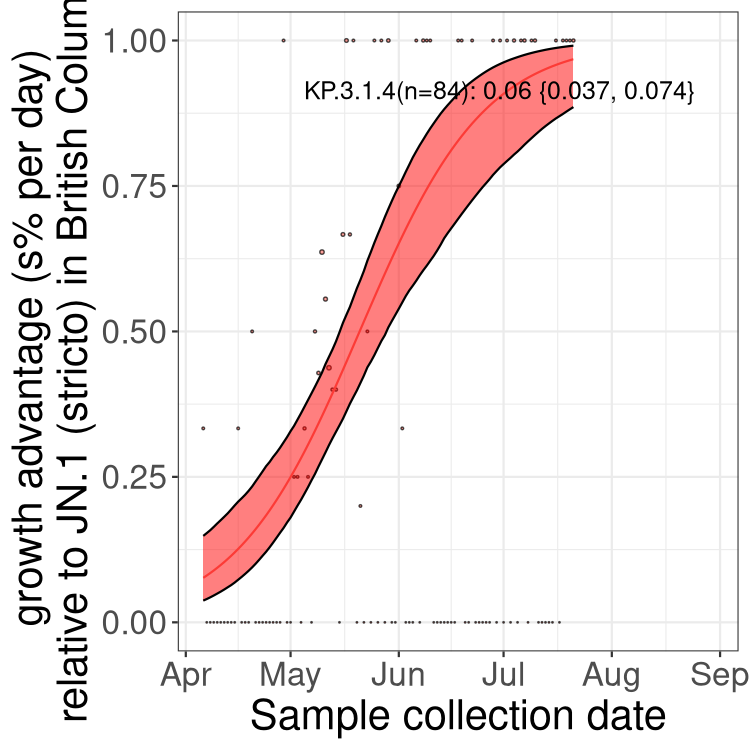 growth advantage (s% per day)
relative to JN.1 (stricto) in British Colum
1.00
0.75
0.50
0.25
0.00
KP.3.1.4(n=84): 0.06 {0.037, 0.074}
Apr May Jun Jul Aug Sep
Sample collection date